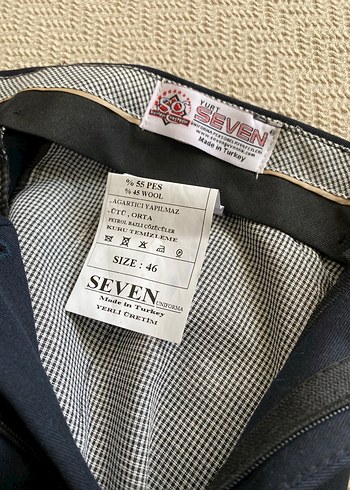 YURT
SEVEN
Made in Turkey
% 55 PES
% 45 WOOL
. AĞARTICI YAPILMAZ
. ÜTÜ , ORTA
PETROL BAZLI ÇÖZÜCÜLER
KURU TEMİZLEME
SIZE : 46
SEVEN
UNIFORMA
Made in Turkey
YERLİ ÜRETİM